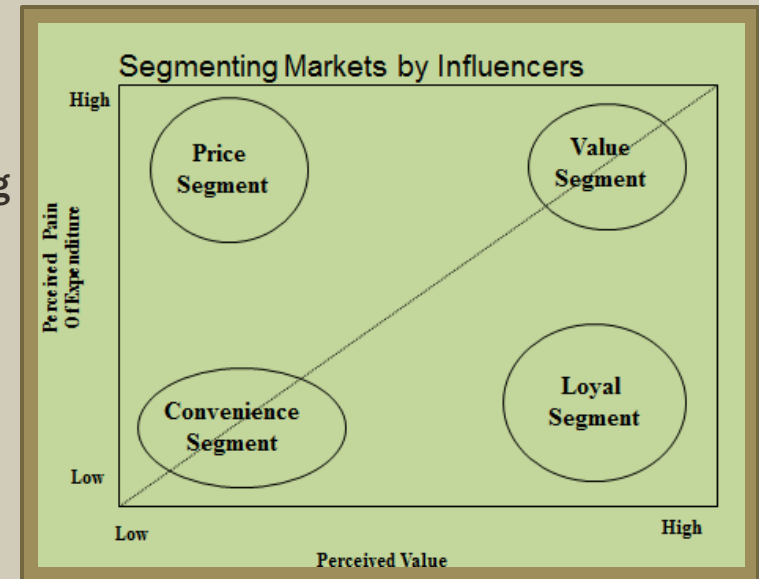 Segmenting Markets by Influencers
High
Price
Segment
Value
Segment
g
Perceived Pain
Of Expenditure
Convenience
Segment
Loyal
Segment
Low
Low
High
Perceived Value